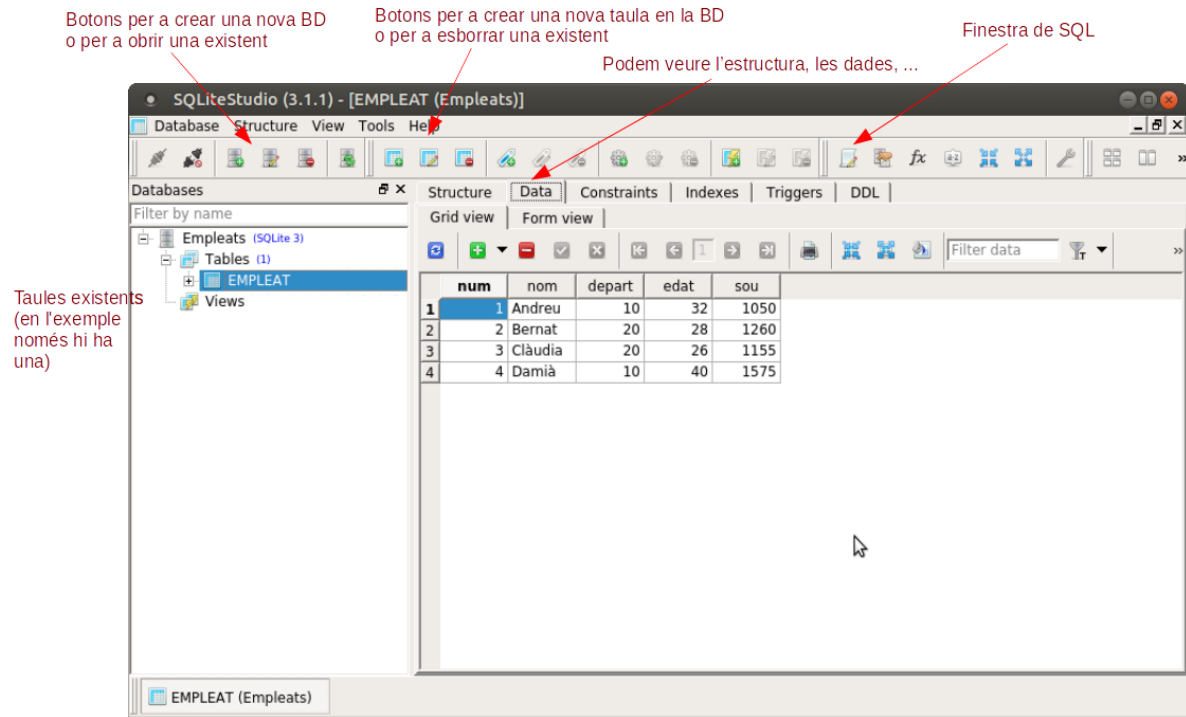 Botons per a crear una nova BD
o per a obrir una existent
Botons per a crear una nova taula en la BD
o per a esborrar una existent
Finestra de SQL
Podem veure l'estructura, les dades, ...
SQLiteStudio (3.1.1) - [EMPLEAT (Empleats)]
Database Structure View Tools Help
Databases
Structure Data Constraints Indexes Triggers DDL
Filter by name
Grid view Form view
Empleats (SQLite 3)
Tables (1)
EMPLEAT
Views
1 Filter data
Taules existents
(en l'exemple
només hi ha
una)
num nom depart edat sou
1 1 Andreu 10 32 1050
2 2 Bernat 20 28 1260
3 3 Clàudia 20 26 1155
4 4 Damià 10 40 1575
EMPLEAT (Empleats)